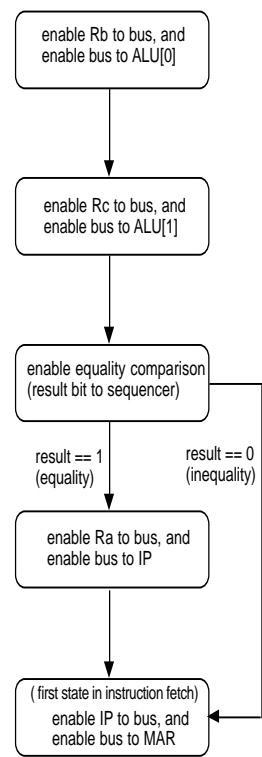 enable Rb to bus, and
enable bus to ALU[0]
enable Rc to bus, and
enable bus to ALU[1]
enable equality comparison
(result bit to sequencer)
result == 1
(equality)
result == 0
(inequality)
enable Ra to bus, and
enable bus to IP
( first state in instruction fetch)
enable IP to bus, and
enable bus to MAR